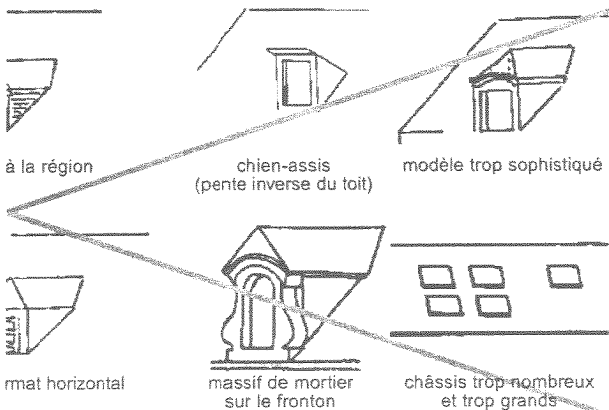 à la région
chien-assis
(pente inverse du toit)
modèle trop sophistiqué
rmat horizontal
massif de mortier
sur le fronton
châssis trop nombreux
et trop grands